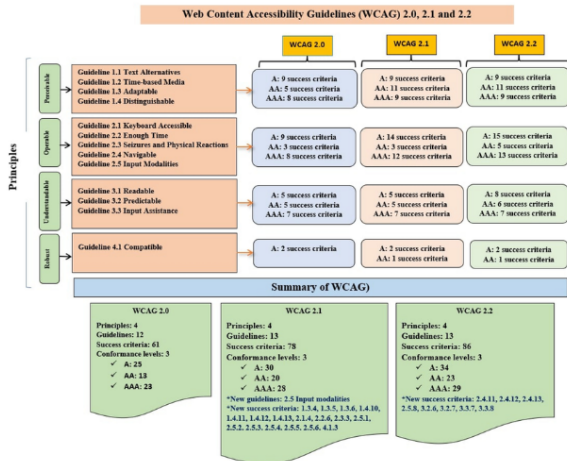 Web Content Accessibility Guidelines (WCAG) 2.0, 2.1 and 2.2
WCAG 2.0
WCAG 2.1
WCAG 2.2
Principles
Perceivable
Guideline 1.1 Text Alternatives
Guideline 1.2 Time-based Media
Guideline 1.3 Adaptable
Guideline 1.4 Distinguishable
A: 9 success criteria
AA: 5 success criteria
AAA: 8 success criteria
A: 9 success criteria
AA: 11 success criteria
AAA: 9 success criteria
A: 9 success criteria
AA: 11 success criteria
AAA: 9 success criteria
Operable
Guideline 2.1 Keyboard Accessible
Guideline 2.2 Enough Time
Guideline 2.3 Seizures and Physical Reactions
Guideline 2.4 Navigable
Guideline 2.5 Input Modalities
A: 9 success criteria
AA: 3 success criteria
AAA: 8 success criteria
A: 14 success criteria
AA: 3 success criteria
AAA: 12 success criteria
A: 15 success criteria
AA: 5 success criteria
AAA: 13 success criteria
Understandable
Guideline 3.1 Readable
Guideline 3.2 Predictable
Guideline 3.3 Input Assistance
A: 5 success criteria
AA: 5 success criteria
AAA: 7 success criteria
A: 5 success criteria
AA: 5 success criteria
AAA: 7 success criteria
A: 8 success criteria
AA: 6 success criteria
AAA: 7 success criteria
Robust
Guideline 4.1 Compatible
A: 2 success criteria
A: 2 success criteria
AA: 1 success criteria
A: 2 success criteria
AA: 1 success criteria
Summary of WCAG)
WCAG 2.0
Principles: 4
Guidelines: 12
Success criteria: 61
Conformance levels: 3
✓ A: 25
✓ AA: 13
✓ AAA: 23
WCAG 2.1
Principles: 4
Guidelines: 13
Success criteria: 78
Conformance levels: 3
✓ A: 30
✓ AA: 20
✓ AAA: 28
*New guidelines: 2.5 Input modalities
*New success criteria: 1.3.4, 1.3.5, 1.3.6, 1.4.10,
1.4.11, 1.4.12, 1.4.13, 2.1.4, 2.2.6, 2.3.3, 2.5.1,
2.5.2. 2.5.3. 2.5.4. 2.5.5. 2.5.6. 4.1.3
WCAG 2.2
Principles: 4
Guidelines: 13
Success criteria: 86
Conformance levels: 3
✓ A: 34
✓ AA: 23
✓ AAA: 29
*New success criteria: 2.4.11, 2.4.12, 2.4.13,
2.5.8, 3.2.6, 3.2.7, 3.3.7, 3.3.8